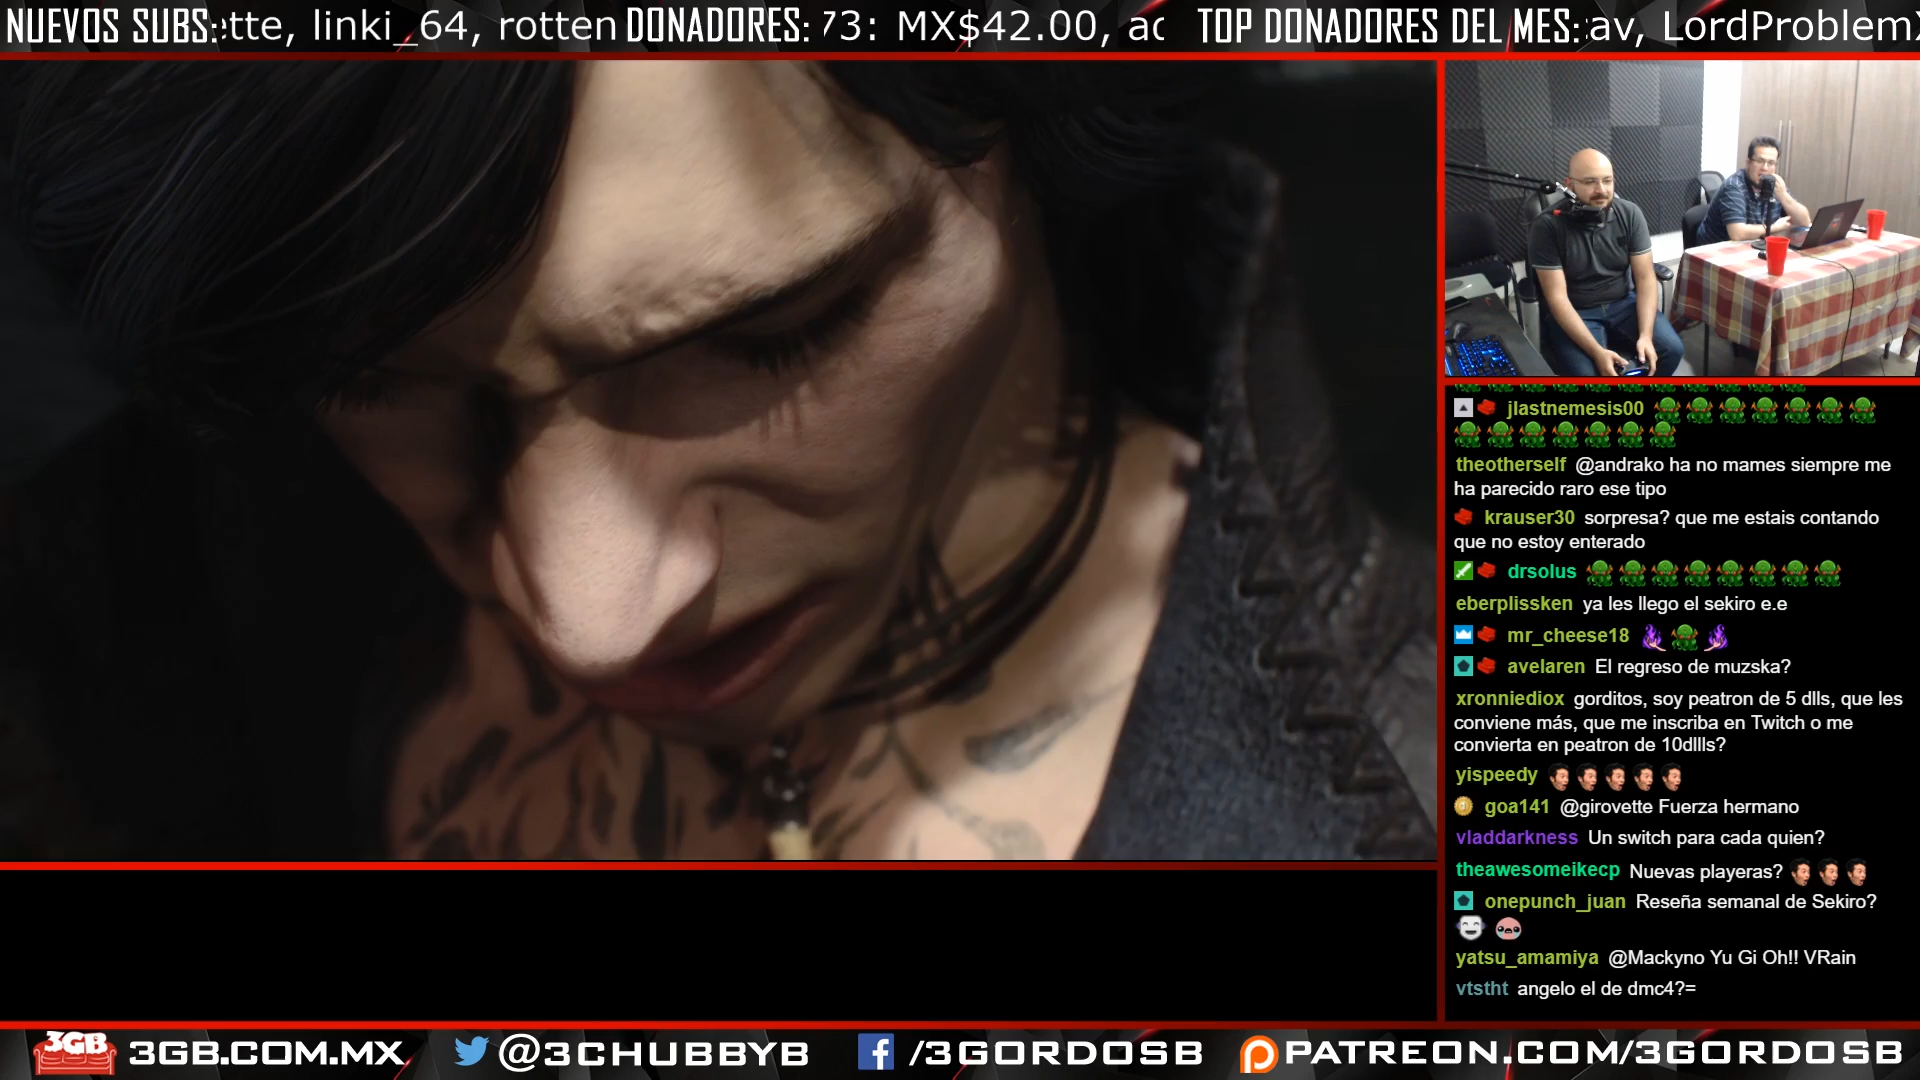 NUEVOS SUBS: tte, linki_64, rotten DONADORES: 73: MX$42.00, ac TOP DONADORES DEL MES: av, LordProblemX
jlastnemesis00
theotherself @andrako ha no mames siempre me
ha parecido raro ese tipo
krauser30 sorpresa? que me estais contando
que no estoy enterado
drsolus
eberplissken ya les llego el sekiro e.e
mr_cheese18
avelaren El regreso de muzska?
xronniediox gorditos, soy peatron de 5 dlls, que les
conviene más, que me inscriba en Twitch o me
convierta en peatron de 10dllls?
yispeedy
goa141 @girovette Fuerza hermano
vladdarkness Un switch para cada quien?
theawesomeikecp Nuevas playeras?
onepunch_juan Reseña semanal de Sekiro?
yatsu_amamiya @Mackyno Yu Gi Oh!! VRain
vtstht angelo el de dmc4?=
3GB 3GB.COM.MX @3CHUBBYB /3GORDOSB PATREON.COM/3GORDOSB